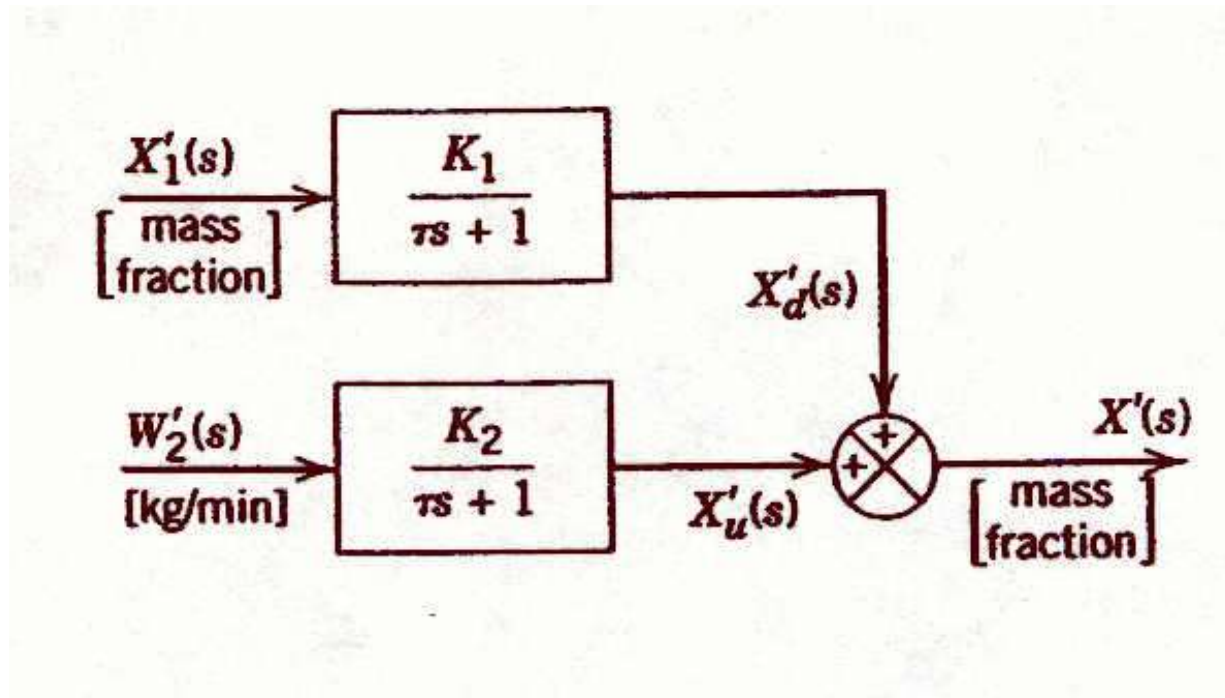 X′₁(s)
[mass
fraction]
K₁
τs + 1
X′d(s)
W′₂(s)
[kg/min]
K₂
τs + 1
X′u(s)
+
+
X′(s)
[mass
fraction]